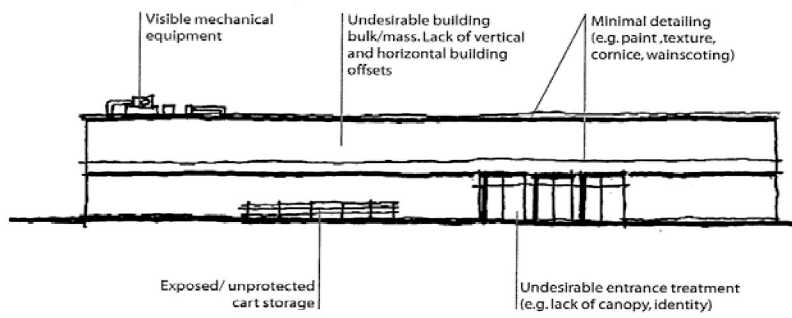 Visible mechanical
equipment
Undesirable building
bulk/mass. Lack of vertical
and horizontal building
offsets
Minimal detailing
(e.g. paint ,texture,
cornice, wainscoting)
Exposed/ unprotected
cart storage
Undesirable entrance treatment
(e.g. lack of canopy, identity)